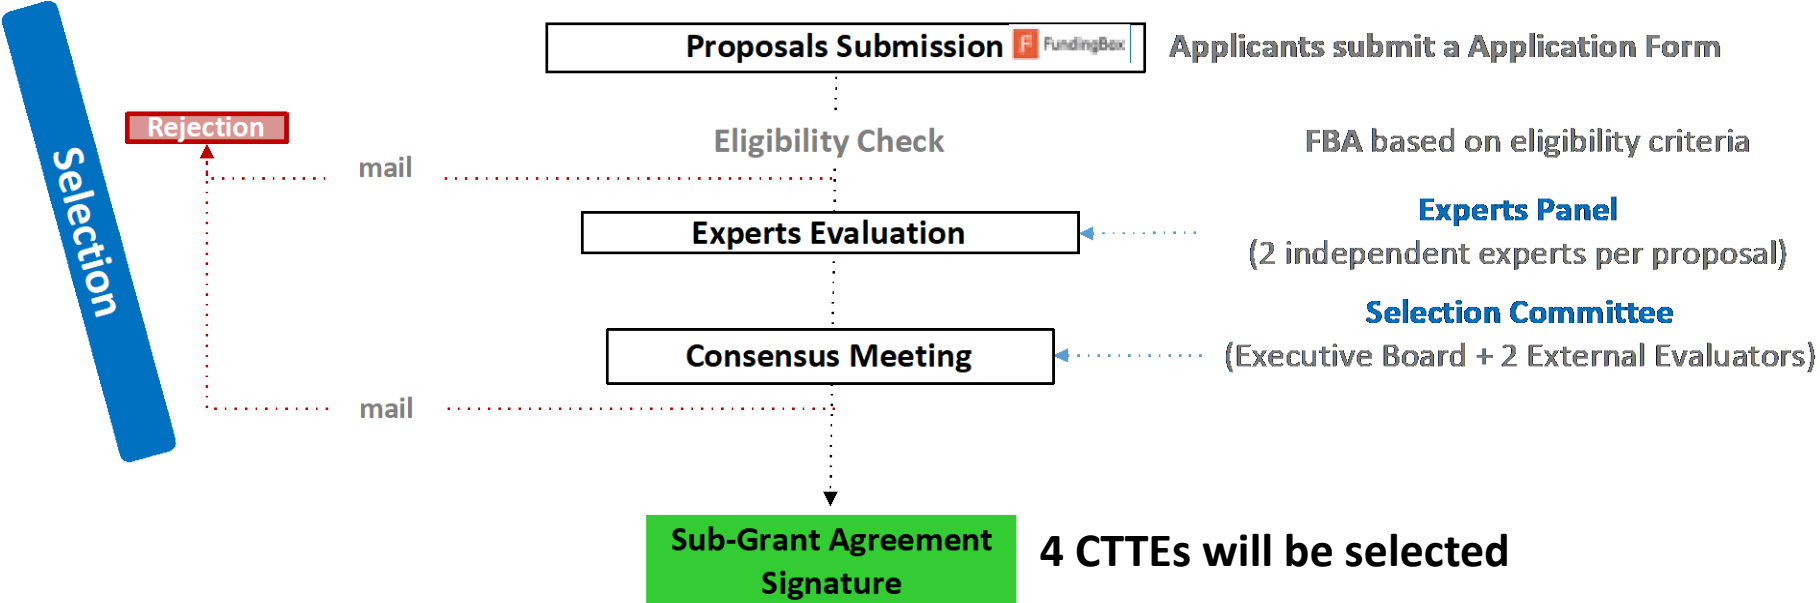 Selection
Proposals Submission FundingBox
Applicants submit a Application Form
Rejection
Eligibility Check
FBA based on eligibility criteria
mail
Experts Evaluation
Experts Panel
(2 independent experts per proposal)
Consensus Meeting
Selection Committee
(Executive Board + 2 External Evaluators)
mail
Sub-Grant Agreement
Signature
4 CTTEs will be selected